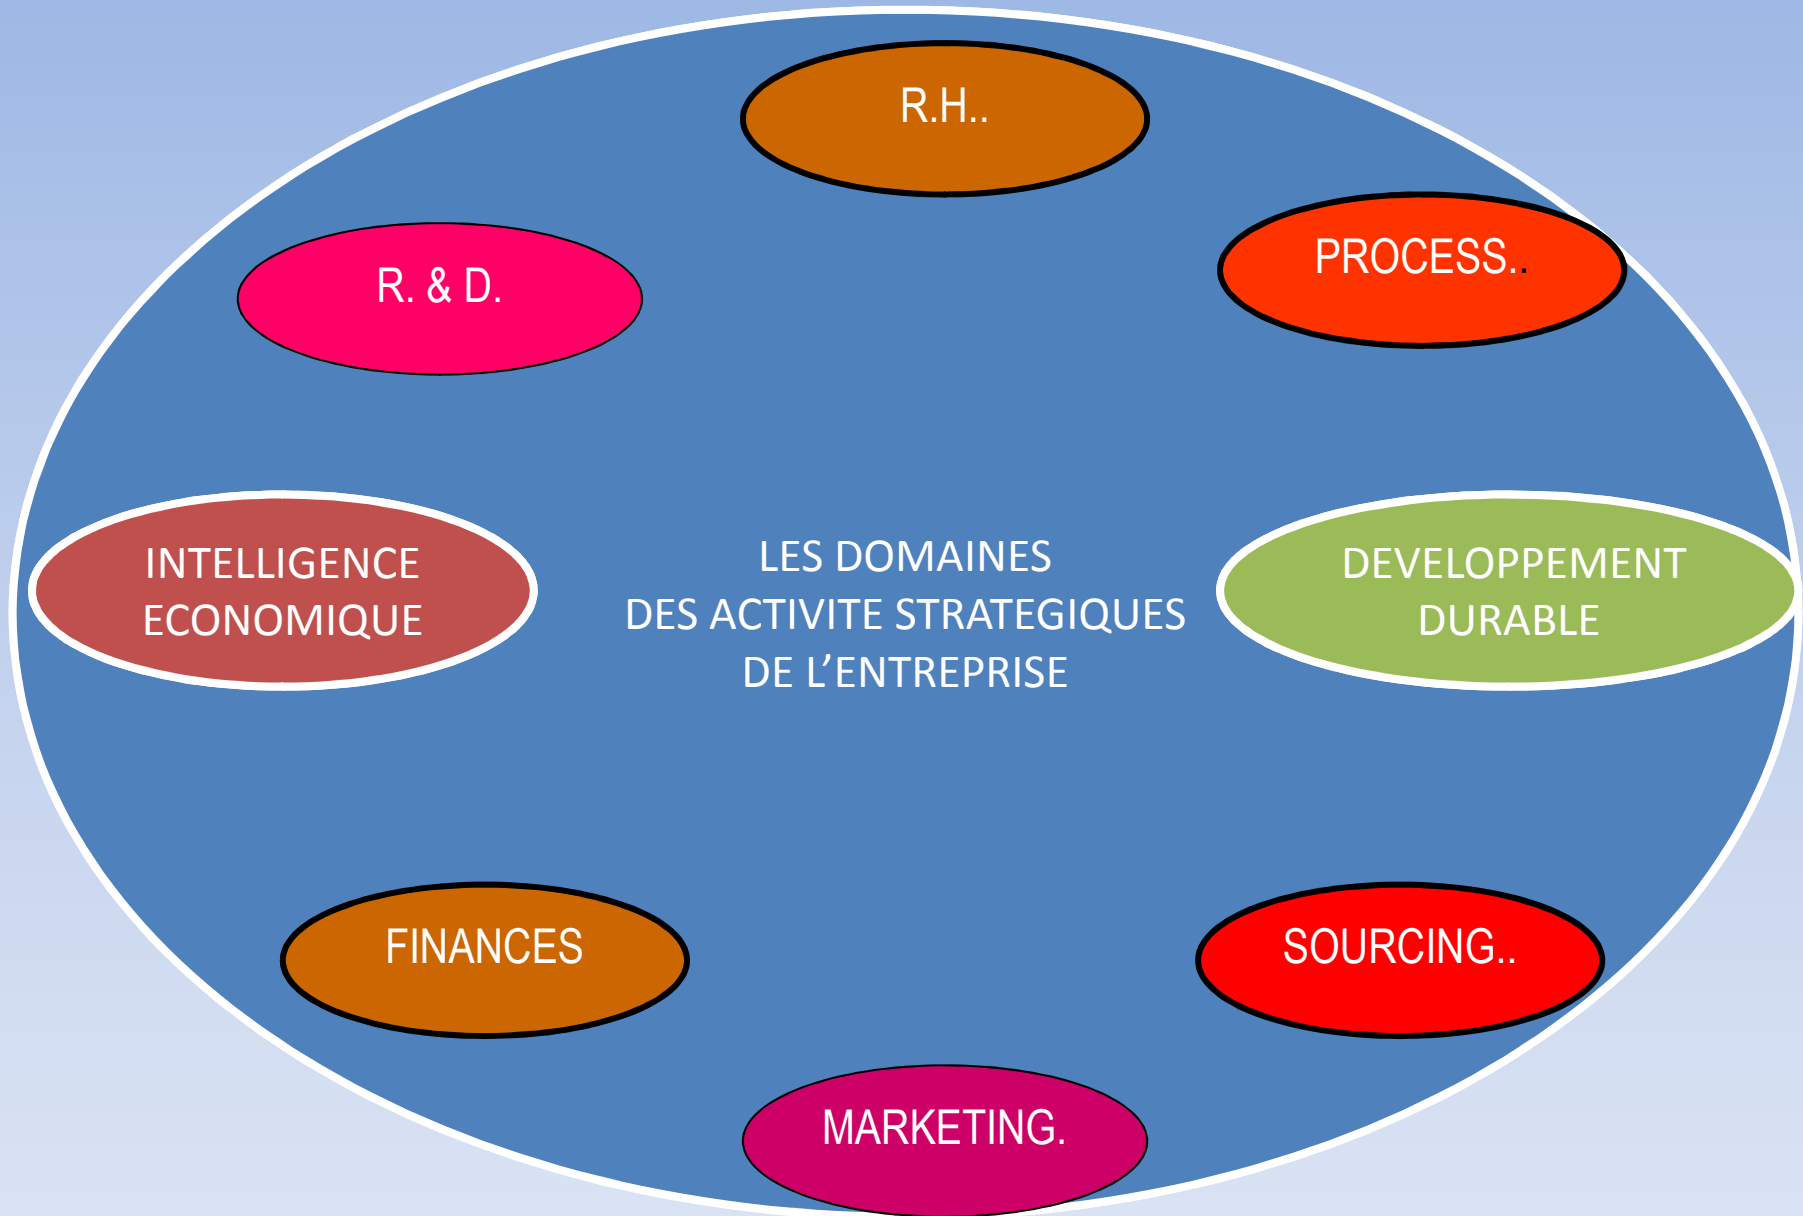 R.H..
PROCESS..
R. & D.
INTELLIGENCE
ECONOMIQUE
LES DOMAINES
DES ACTIVITE STRATEGIQUES
DE L’ENTREPRISE
DEVELOPPEMENT
DURABLE
FINANCES
SOURCING..
MARKETING.